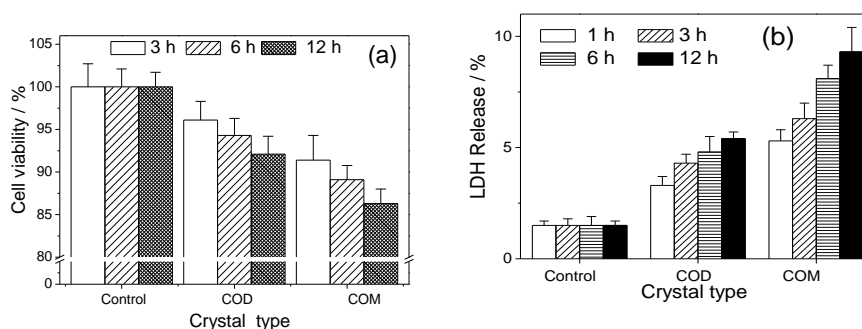 (a)
3 h 6 h 12 h
105
100
95
90
85
80
0
Cell viability / %
Control COD COM
Crystal type
(b)
1 h 3 h
6 h 12 h
10
5
0
LDH Release / %
Control COD COM
Crystal type